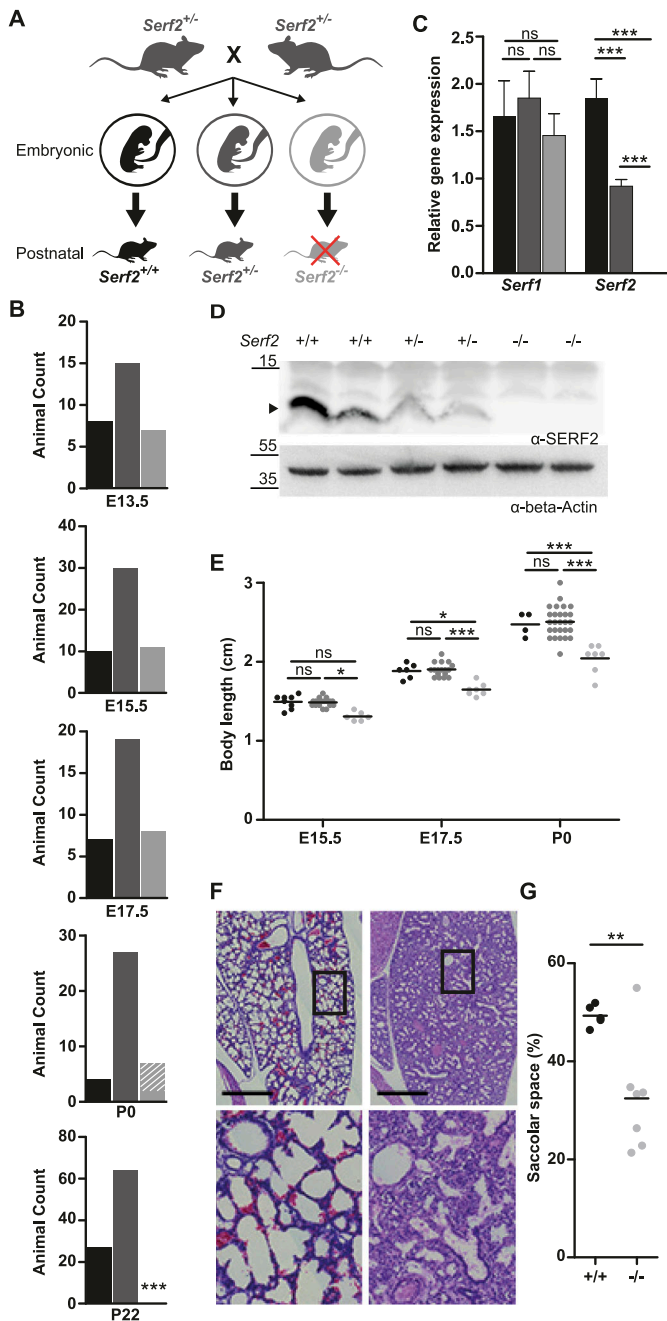 A
Serf2+/-
Serf2+/-
X
Embryonic
Postnatal
Serf2+/+
Serf2+/-
Serf2-/-
B
20
15
10
5
0
Animal Count
E13.5
40
30
20
10
0
Animal Count
E15.5
20
15
10
5
0
Animal Count
E17.5
30
20
10
0
Animal Count
P0
80
60
40
20
0
Animal Count
***
P22
C
ns
***
ns
ns
***
***
2.5
2.0
1.5
1.0
0.5
0.0
Relative gene expression
Serf1
Serf2
D
Serf2
+/+
+/+
+/-
+/-
-/-
-/-
15
α-SERF2
55
35
α-beta-Actin
E
3
2
1
0
Body length (cm)
ns
ns
*
*
ns
***
***
ns
***
E15.5
E17.5
P0
F
G
**
60
40
20
0
Saccolar space (%)
+/+
-/-